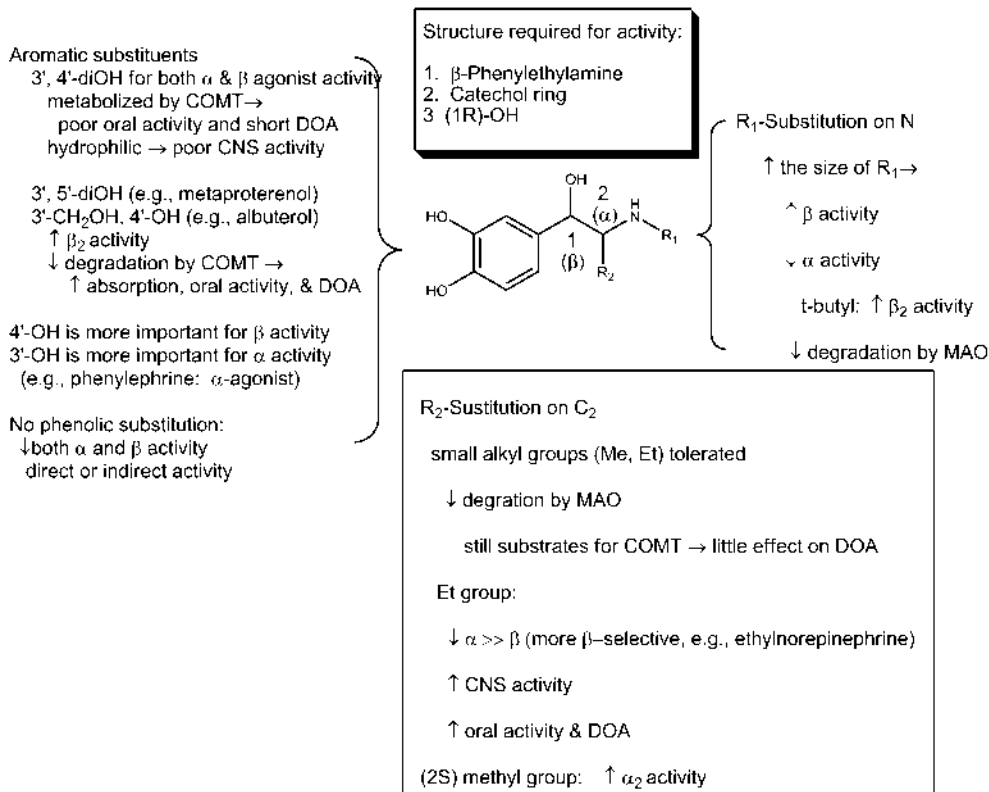 Aromatic substituents
3', 4'-diOH for both α & β agonist activity
metabolized by COMT→
poor oral activity and short DOA
hydrophilic → poor CNS activity
3', 5'-diOH (e.g., metaproterenol)
3'-CH₂OH, 4'-OH (e.g., albuterol)
↑ β₂ activity
↓ degradation by COMT →
↑ absorption, oral activity, & DOA
4'-OH is more important for β activity
3'-OH is more important for α activity
(e.g., phenylephrine: α-agonist)
No phenolic substitution:
↓both α and β activity
direct or indirect activity
Structure required for activity:
1. β-Phenylethylamine
2. Catechol ring
3 (1R)-OH
OH
2
(α)
H
N
R₁
HO
HO
1
(β)
R₂
R₁-Substitution on N
↑ the size of R₁→
^ β activity
⌄ α activity
t-butyl: ↑ β₂ activity
↓ degradation by MAO
R₂-Sustitution on C₂
small alkyl groups (Me, Et) tolerated
↓ degration by MAO
still substrates for COMT → little effect on DOA
Et group:
↓ α >> β (more β–selective, e.g., ethylnorepinephrine)
↑ CNS activity
↑ oral activity & DOA
(2S) methyl group: ↑ α₂ activity